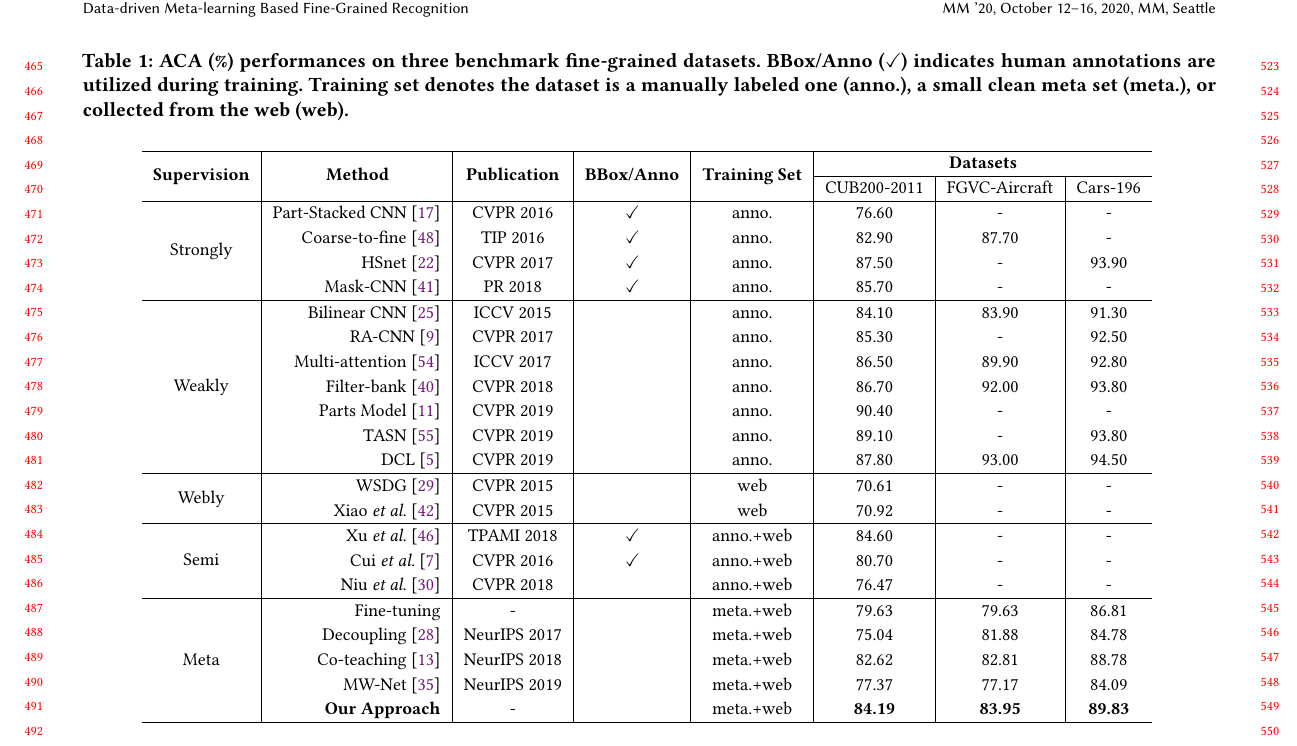 Data-driven Meta-learning Based Fine-Grained Recognition MM '20, October 12–16, 2020, MM, Seattle
Table 1: ACA (%) performances on three benchmark fine-grained datasets. BBox/Anno (✓) indicates human annotations are
utilized during training. Training set denotes the dataset is a manually labeled one (anno.), a small clean meta set (meta.), or
collected from the web (web).
Supervision Method Publication BBox/Anno Training Set Datasets
CUB200-2011 FGVC-Aircraft Cars-196
Strongly
Part-Stacked CNN [17] CVPR 2016 ✓ anno. 76.60 - -
Coarse-to-fine [48] TIP 2016 ✓ anno. 82.90 87.70 -
HSnet [22] CVPR 2017 ✓ anno. 87.50 - 93.90
Mask-CNN [41] PR 2018 ✓ anno. 85.70 - -
Weakly
Bilinear CNN [25] ICCV 2015 anno. 84.10 83.90 91.30
RA-CNN [9] CVPR 2017 anno. 85.30 - 92.50
Multi-attention [54] ICCV 2017 anno. 86.50 89.90 92.80
Filter-bank [40] CVPR 2018 anno. 86.70 92.00 93.80
Parts Model [11] CVPR 2019 anno. 90.40 - -
TASN [55] CVPR 2019 anno. 89.10 - 93.80
DCL [5] CVPR 2019 anno. 87.80 93.00 94.50
Webly
WSDG [29] CVPR 2015 web 70.61 - -
Xiao et al. [42] CVPR 2015 web 70.92 - -
Semi
Xu et al. [46] TPAMI 2018 ✓ anno.+web 84.60 - -
Cui et al. [7] CVPR 2016 ✓ anno.+web 80.70 - -
Niu et al. [30] CVPR 2018 anno.+web 76.47 - -
Meta
Fine-tuning - meta.+web 79.63 79.63 86.81
Decoupling [28] NeurIPS 2017 meta.+web 75.04 81.88 84.78
Co-teaching [13] NeurIPS 2018 meta.+web 82.62 82.81 88.78
MW-Net [35] NeurIPS 2019 meta.+web 77.37 77.17 84.09
Our Approach - meta.+web 84.19 83.95 89.83
465
466
467
468
469
470
471
472
473
474
475
476
477
478
479
480
481
482
483
484
485
486
487
488
489
490
491
492
523
524
525
526
527
528
529
530
531
532
533
534
535
536
537
538
539
540
541
542
543
544
545
546
547
548
549
550